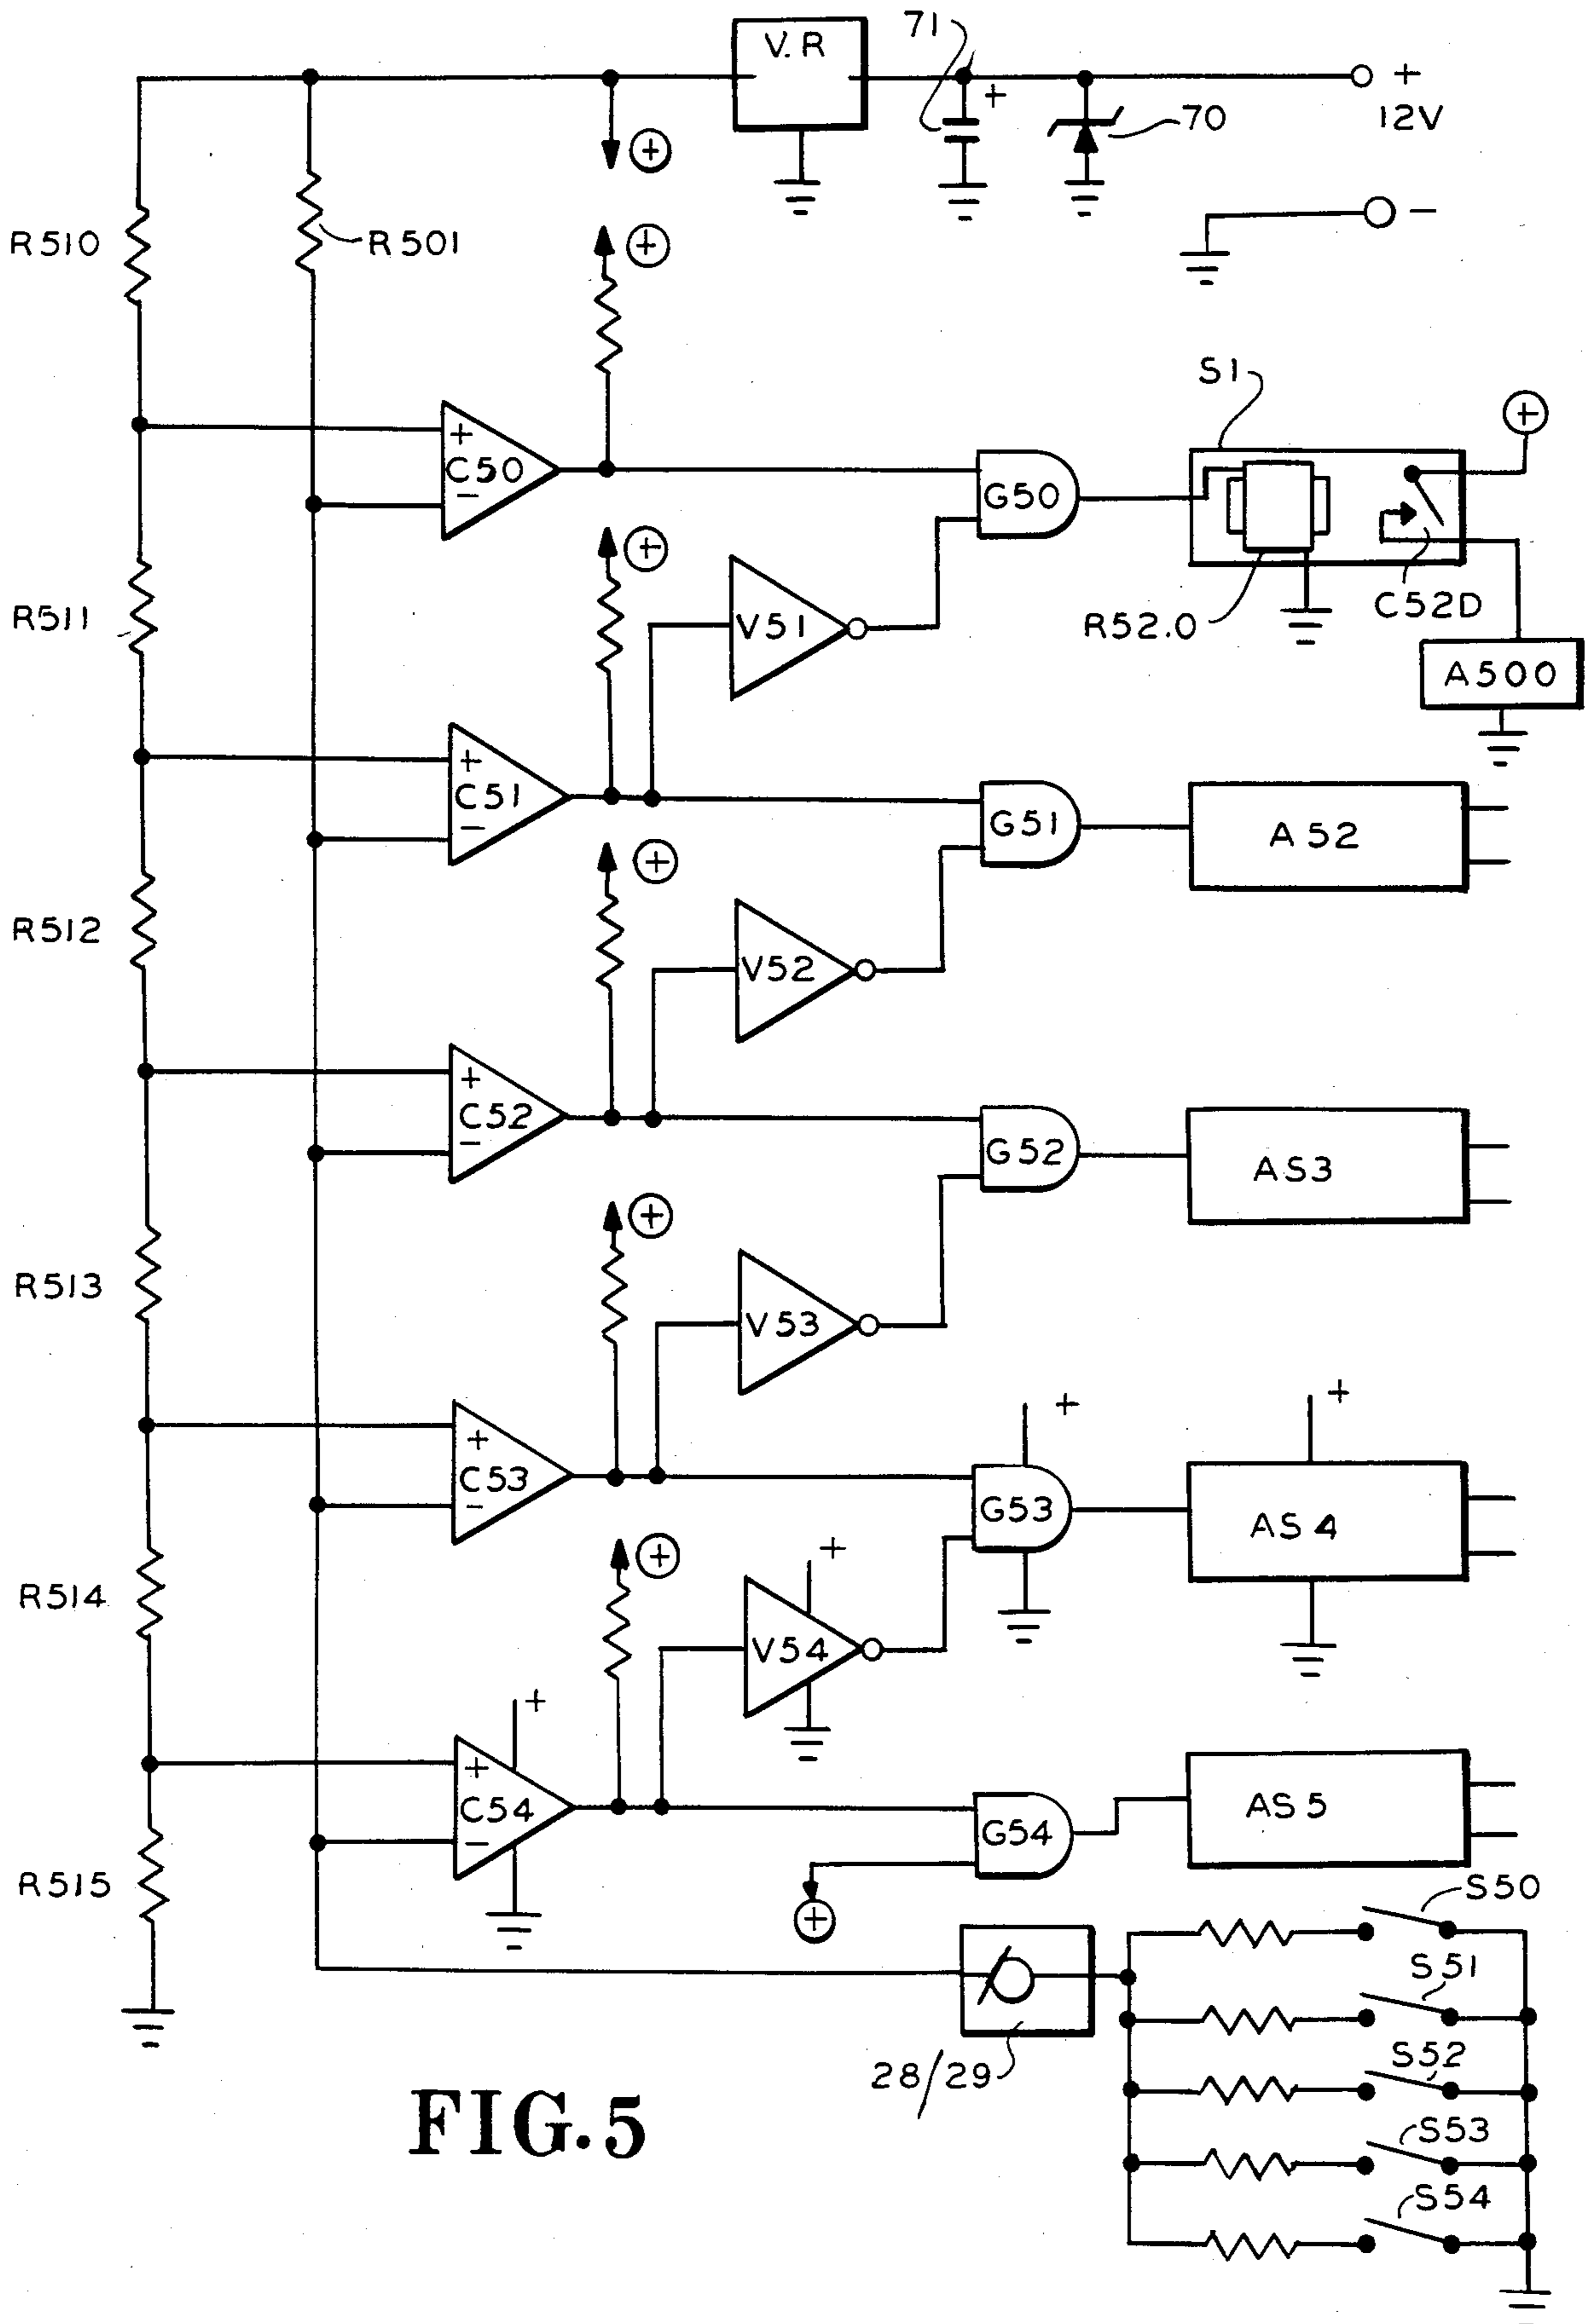 71
V.R
+
+
12V
70
+
−
R510
R501
+
S1
+
+
C50
−
G50
+
R511
V51
R52.0
C52D
A500
+
C51
−
G51
A52
+
R512
V52
+
C52
−
G52
AS3
+
R513
V53
+
+
+
C53
−
G53
AS4
+
+
R514
V54
+
+
C54
−
G54
AS5
R515
+
S50
S51
28/29
S52
S53
S54
FIG.5